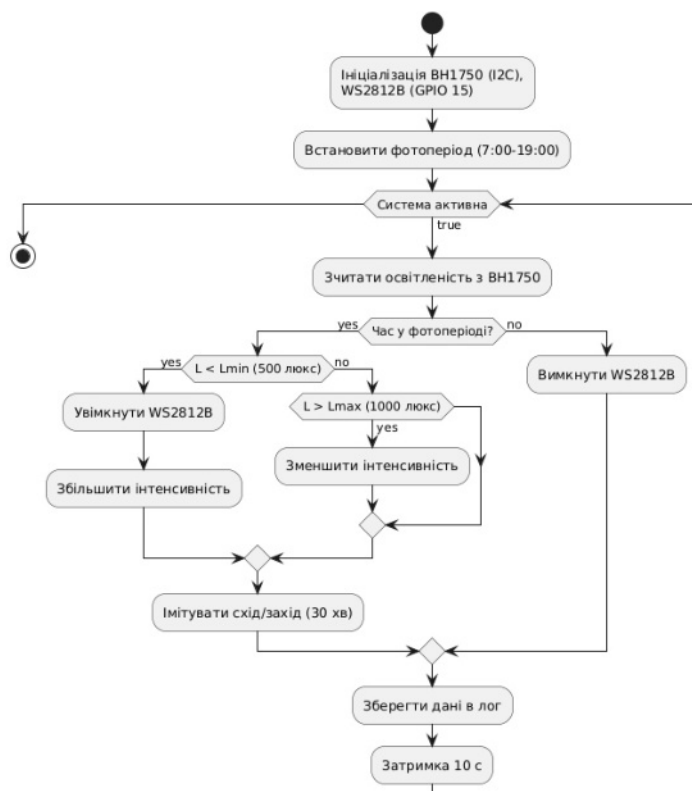 Ініціалізація BH1750 (I2C),
WS2812B (GPIO 15)
Встановити фотоперіод (7:00-19:00)
Система активна
true
Зчитати освітленість з BH1750
yes
Час у фотоперіоді?
no
yes
L < Lmin (500 люкс)
no
Вимкнути WS2812B
Увімкнути WS2812B
L > Lmax (1000 люкс)
yes
Збільшити інтенсивність
Зменшити інтенсивність
Імітувати схід/захід (30 хв)
Зберегти дані в лог
Затримка 10 с